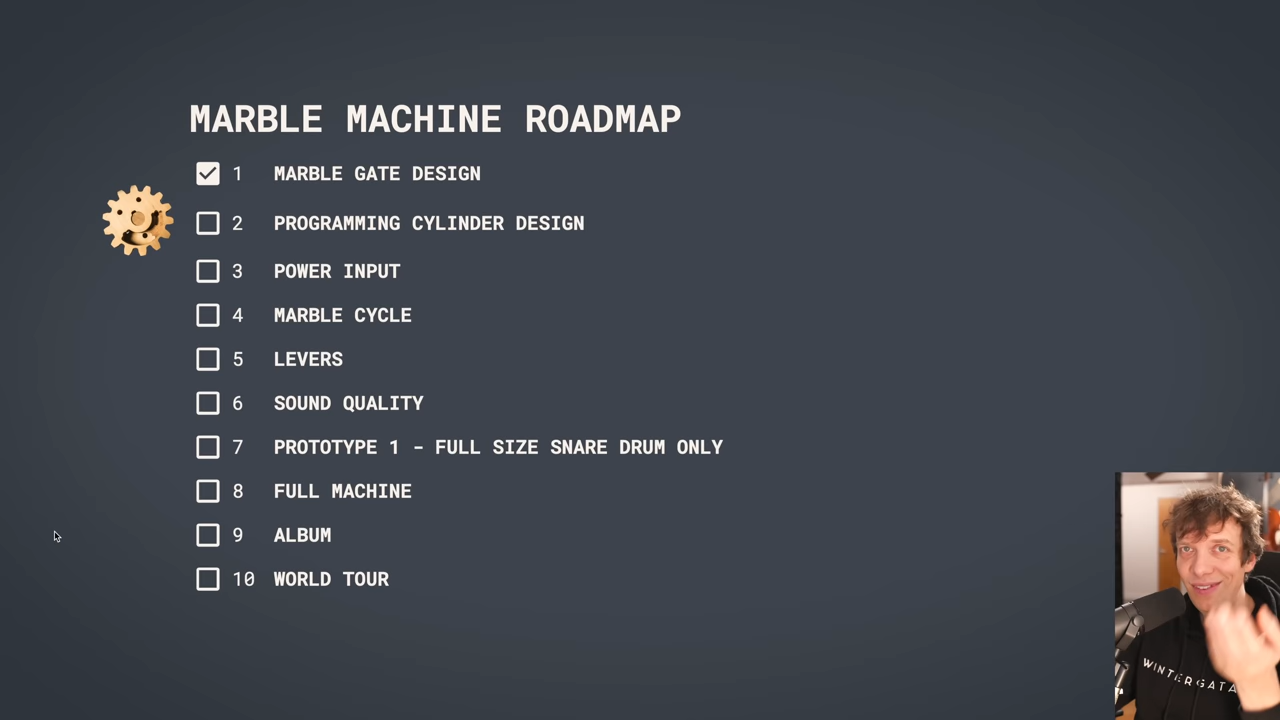 MARBLE MACHINE ROADMAP
1 MARBLE GATE DESIGN
2 PROGRAMMING CYLINDER DESIGN
3 POWER INPUT
4 MARBLE CYCLE
5 LEVERS
6 SOUND QUALITY
7 PROTOTYPE 1 - FULL SIZE SNARE DRUM ONLY
8 FULL MACHINE
9 ALBUM
10 WORLD TOUR
WINTERGATA